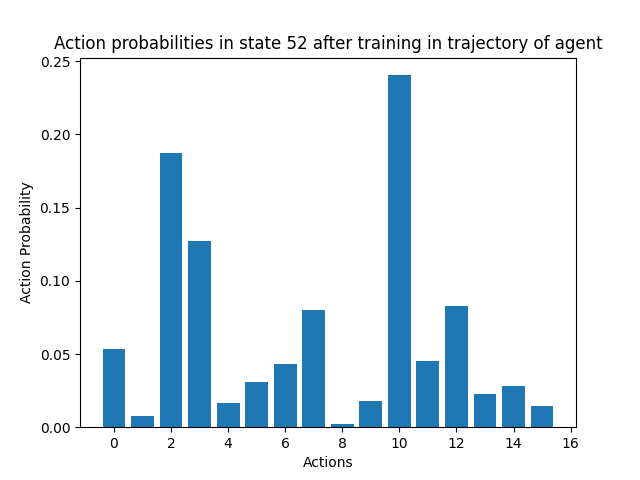 Action probabilities in state 52 after training in trajectory of agent
0.25
0.20
0.15
0.10
0.05
0.00
Action Probability
0 2 4 6 8 10 12 14 16
Actions